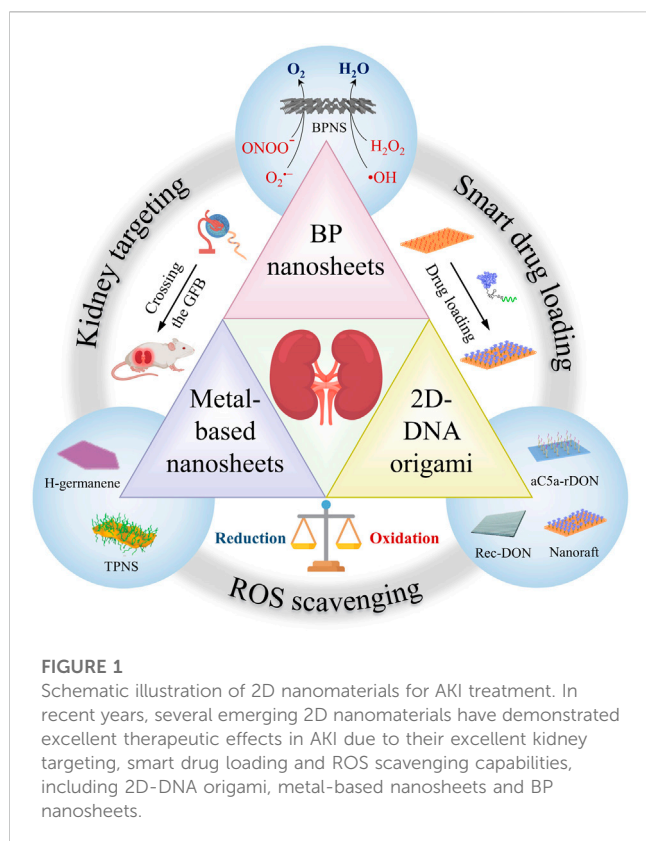 O₂
H₂O
BPNS
ONOO⁻
H₂O₂
O₂•⁻
•OH
Kidney targeting
Smart drug loading
BP
nanosheets
Crossing
the GFB
Drug loading
Metal-
based
nanosheets
2D-
DNA
origami
H-germanene
TPNS
aC5a-rDON
Rec-DON
Nanoraft
Reduction
Oxidation
ROS scavenging
FIGURE 1
Schematic illustration of 2D nanomaterials for AKI treatment. In
recent years, several emerging 2D nanomaterials have demonstrated
excellent therapeutic effects in AKI due to their excellent kidney
targeting, smart drug loading and ROS scavenging capabilities,
including 2D-DNA origami, metal-based nanosheets and BP
nanosheets.